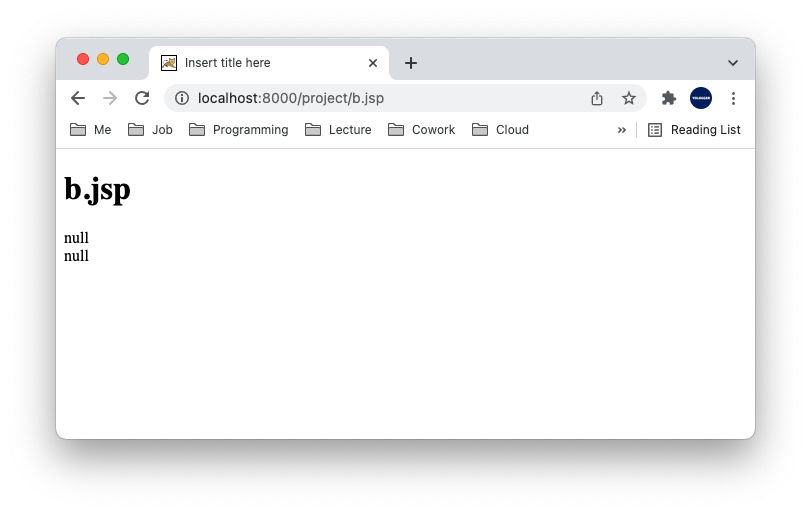 Insert title here
localhost:8000/project/b.jsp
Me Job Programming Lecture Cowork Cloud » Reading List
b.jsp
null
null